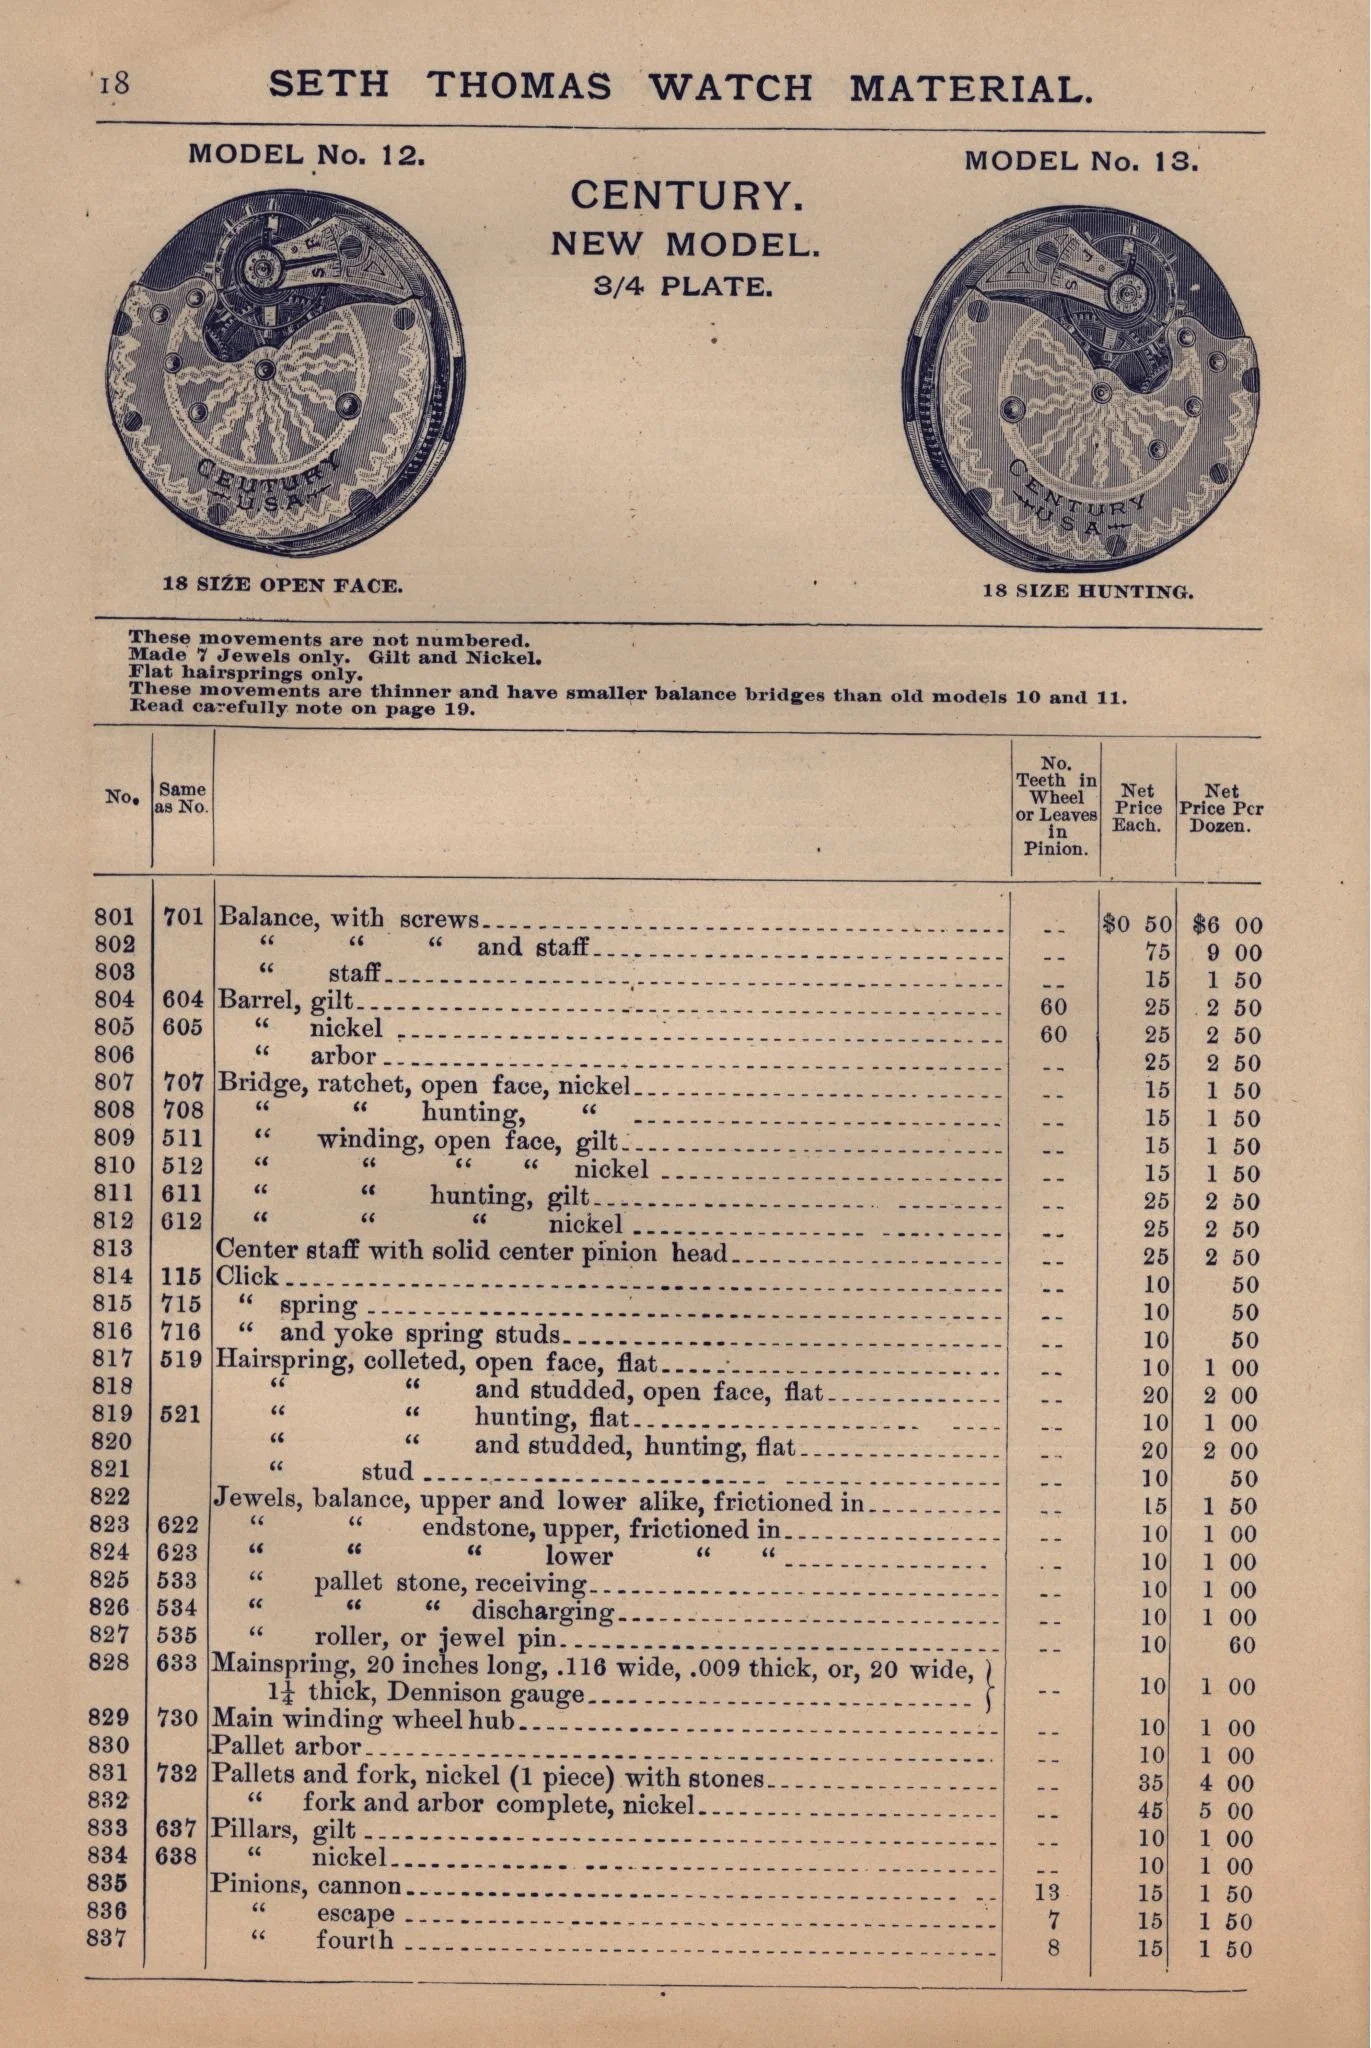 18 SETH THOMAS WATCH MATERIAL.
MODEL No. 12.
MODEL No. 13.
CENTURY.
NEW MODEL.
3/4 PLATE.
S F
CEUTURY
U.S.A
F S
CENTURY
USA
18 SIZE OPEN FACE.
18 SIZE HUNTING.
These movements are not numbered.
Made 7 Jewels only. Gilt and Nickel.
Flat hairsprings only.
These movements are thinner and have smaller balance bridges than old models 10 and 11.
Read carefully note on page 19.
No. Same as No. No. Teeth in Wheel or Leaves in Pinion. Net Price Each. Net Price Per Dozen.
801 701 Balance, with screws -- $0 50 $6 00
802 “ “ “ and staff -- 75 9 00
803 “ staff -- 15 1 50
804 604 Barrel, gilt 60 25 2 50
805 605 “ nickel 60 25 2 50
806 “ arbor -- 25 2 50
807 707 Bridge, ratchet, open face, nickel -- 15 1 50
808 708 “ “ hunting, “ -- 15 1 50
809 511 “ winding, open face, gilt -- 15 1 50
810 512 “ “ “ “ nickel -- 15 1 50
811 611 “ “ hunting, gilt -- 25 2 50
812 612 “ “ “ nickel -- 25 2 50
813 Center staff with solid center pinion head -- 25 2 50
814 115 Click -- 10 50
815 715 “ spring -- 10 50
816 716 “ and yoke spring studs -- 10 50
817 519 Hairspring, colleted, open face, flat -- 10 1 00
818 “ “ and studded, open face, flat -- 20 2 00
819 521 “ “ hunting, flat -- 10 1 00
820 “ “ and studded, hunting, flat -- 20 2 00
821 “ stud -- 10 50
822 Jewels, balance, upper and lower alike, frictioned in -- 15 1 50
823 622 “ “ endstone, upper, frictioned in -- 10 1 00
824 623 “ “ “ lower “ “ -- 10 1 00
825 533 “ pallet stone, receiving -- 10 1 00
826 534 “ “ “ discharging -- 10 1 00
827 535 “ roller, or jewel pin -- 10 60
828 633 Mainspring, 20 inches long, .116 wide, .009 thick, or, 20 wide,
1¼ thick, Dennison gauge -- 10 1 00
829 730 Main winding wheel hub -- 10 1 00
830 Pallet arbor -- 10 1 00
831 732 Pallets and fork, nickel (1 piece) with stones -- 35 4 00
832 “ fork and arbor complete, nickel -- 45 5 00
833 637 Pillars, gilt -- 10 1 00
834 638 “ nickel -- 10 1 00
835 Pinions, cannon 13 15 1 50
836 “ escape 7 15 1 50
837 “ fourth 8 15 1 50